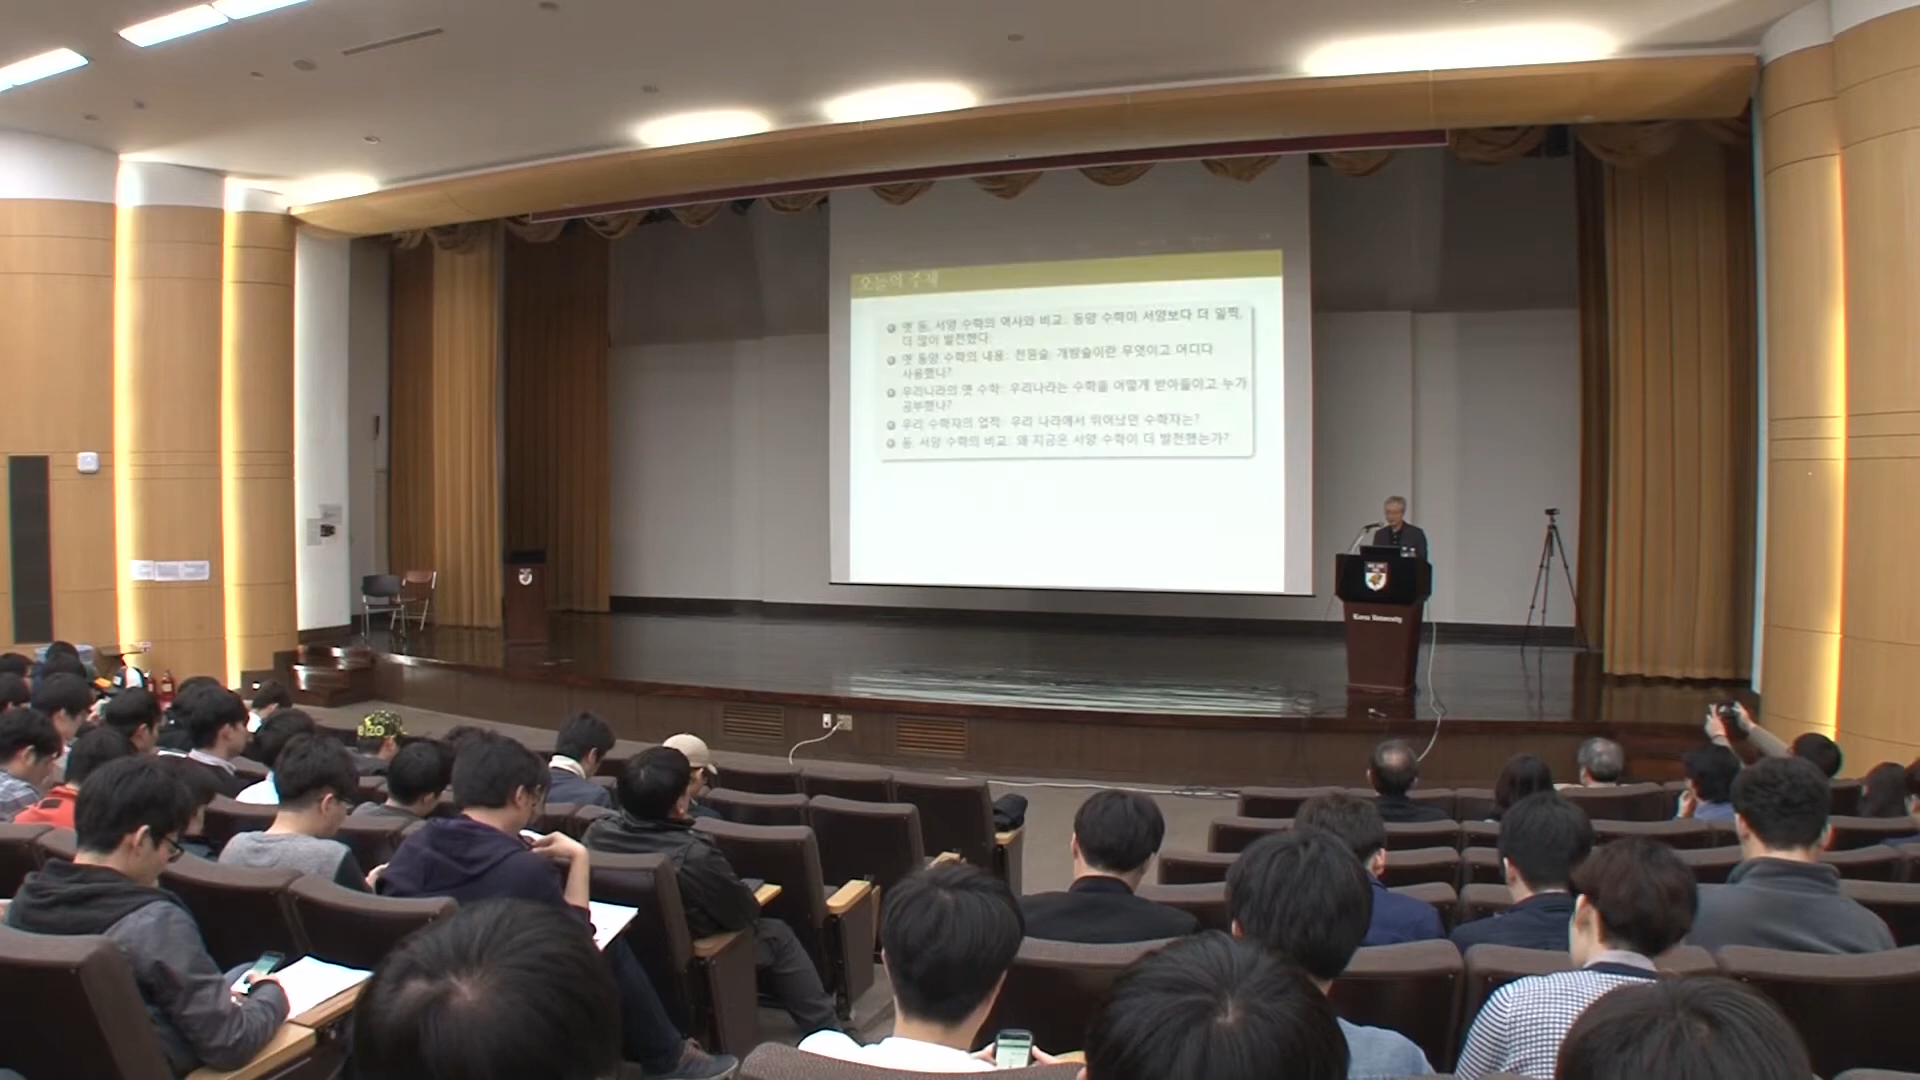 오늘의 주제
옛 동, 서양 수학의 역사와 비교: 동양 수학이 서양보다 더 일찍,
더 많이 발전했다.
옛 동양 수학의 내용: 천원술, 개방술이란 무엇이고 어디다
사용했나?
우리나라의 옛 수학: 우리나라는 수학을 어떻게 받아들이고 누가
공부했나?
우리 수학자의 업적: 우리 나라에서 뛰어났던 수학자는?
동, 서양 수학의 비교: 왜 지금은 서양 수학이 더 발전했는가?
Korea University